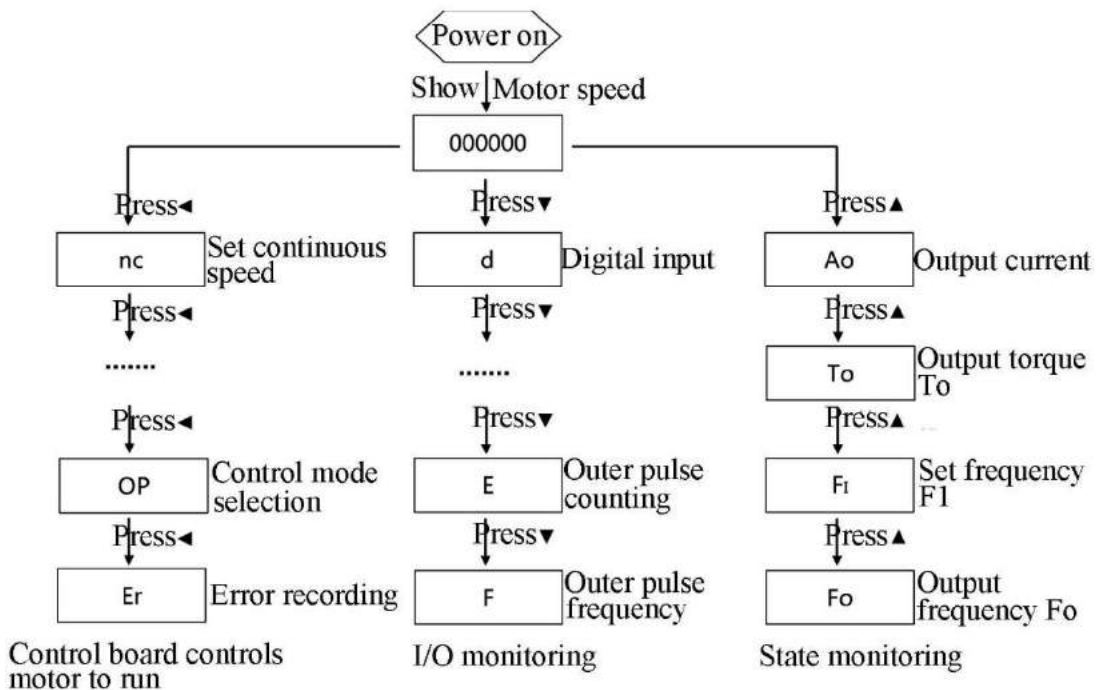 Power on
Show Motor speed
000000
Press◄ Press▼ Press▲
nc Set continuous speed
d Digital input
Ao Output current
Press◄ Press▼ Press▲
....... .......
To Output torque To
Press◄ Press▼ Press▲
OP Control mode selection
E Outer pulse counting
FI Set frequency F1
Press◄ Press▼ Press▲
Er Error recording
F Outer pulse frequency
Fo Output frequency Fo
Control board controls motor to run
I/O monitoring
State monitoring